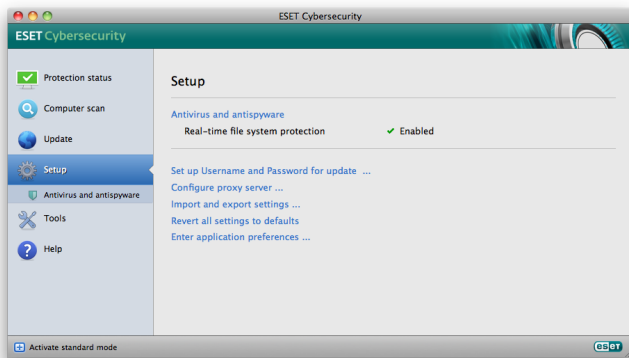 ESET Cybersecurity
ESET Cybersecurity
Protection status
Computer scan
Update
Setup
Antivirus and antispyware
Tools
Help
Setup
Antivirus and antispyware
Real-time file system protection ✔ Enabled
Set up Username and Password for update ...
Configure proxy server ...
Import and export settings ...
Revert all settings to defaults
Enter application preferences ...
Activate standard mode
eseT